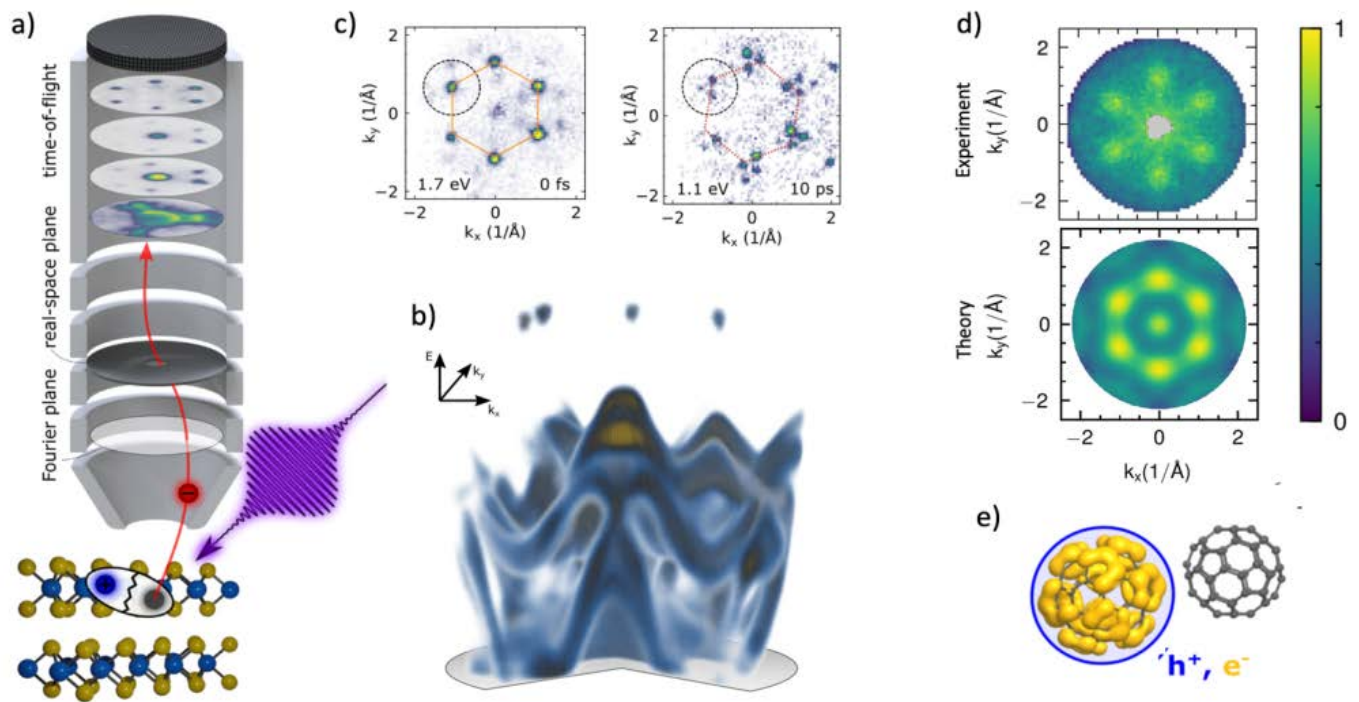 a)
time-of-flight
real-space plane
Fourier plane
+
−
c)
k_y (1/Å)
2
0
−2
1.7 eV
0 fs
−2
0
2
k_x (1/Å)
k_y (1/Å)
2
0
−2
1.1 eV
10 ps
−2
0
2
k_x (1/Å)
b)
E
k_y
k_x
d)
Experiment
k_y(1/Å)
2
0
−2
Theory
k_y(1/Å)
2
0
−2
−2
0
2
k_x(1/Å)
1
0
e)
h⁺, e⁻